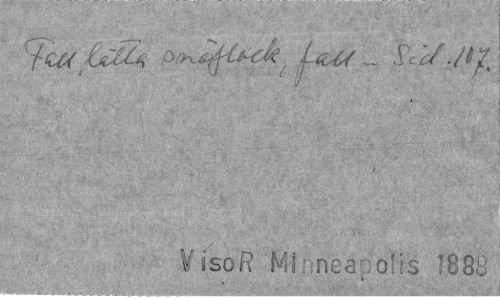 Fall, lätta snöflock, fall – Sid. 107.
VisoR MInneapolis 1888